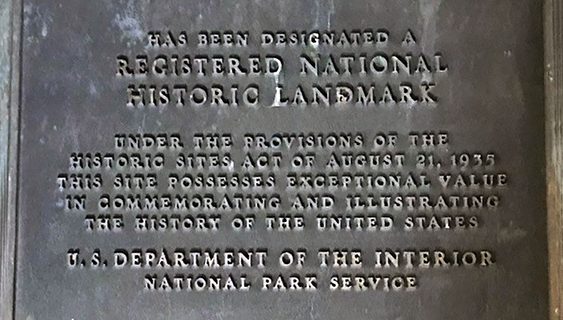 HAS BEEN DESIGNATED A
REGISTERED NATIONAL
HISTORIC LANDMARK
UNDER THE PROVISIONS OF THE
HISTORIC SITES ACT OF AUGUST 21, 1935
THIS SITE POSSESSES EXCEPTIONAL VALUE
IN COMMEMORATING AND ILLUSTRATING
THE HISTORY OF THE UNITED STATES
U.S. DEPARTMENT OF THE INTERIOR
NATIONAL PARK SERVICE